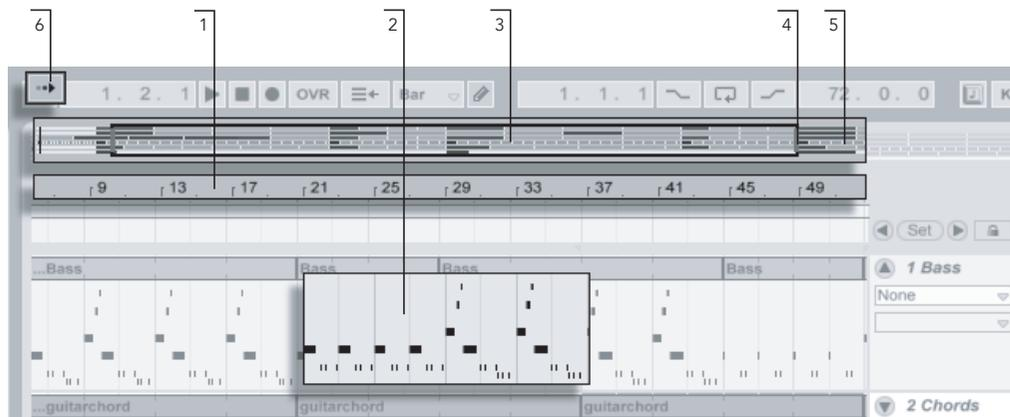 6 1 2 3 4 5
1. 2. 1 OVR Bar 1. 1. 1 72. 0. 0 K
9 13 17 21 25 29 33 37 41 45 49
Set
...Bass Bass Bass Bass 1 Bass
None
...guitarchord guitarchord guitarchord 2 Chords